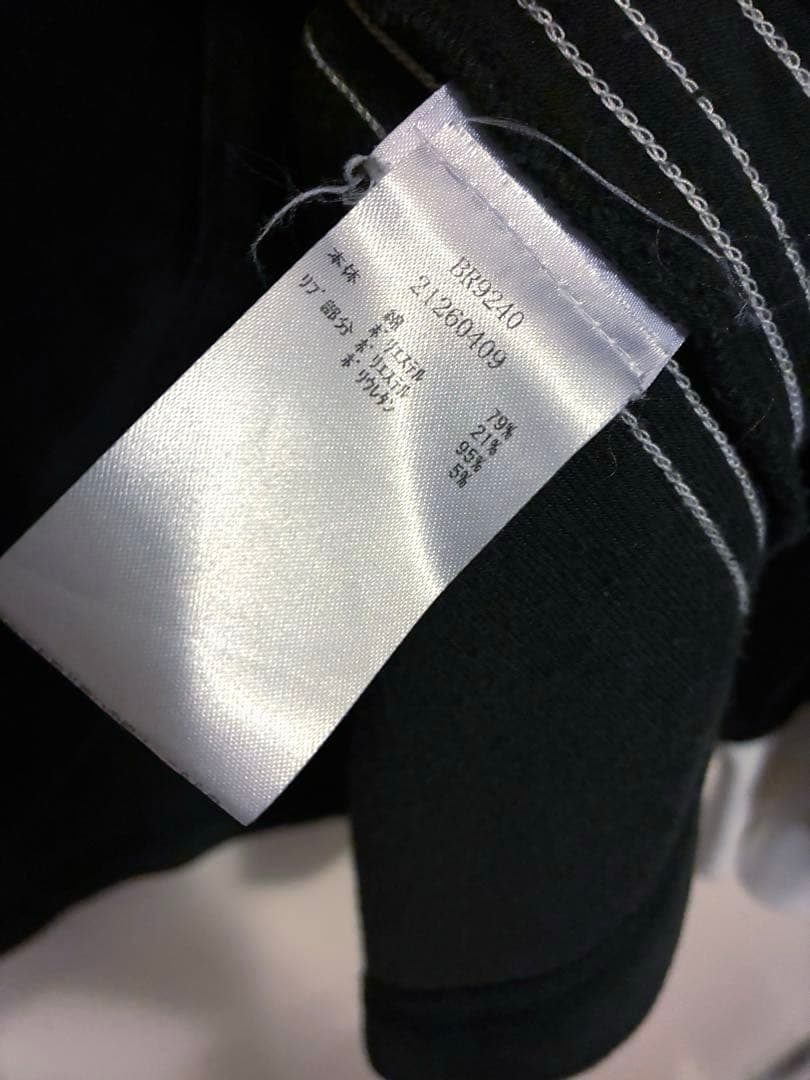 BR9240
21260409
本体 綿 79%
ポリエステル 21%
リブ部分 ポリエステル 95%
ポリウレタン 5%